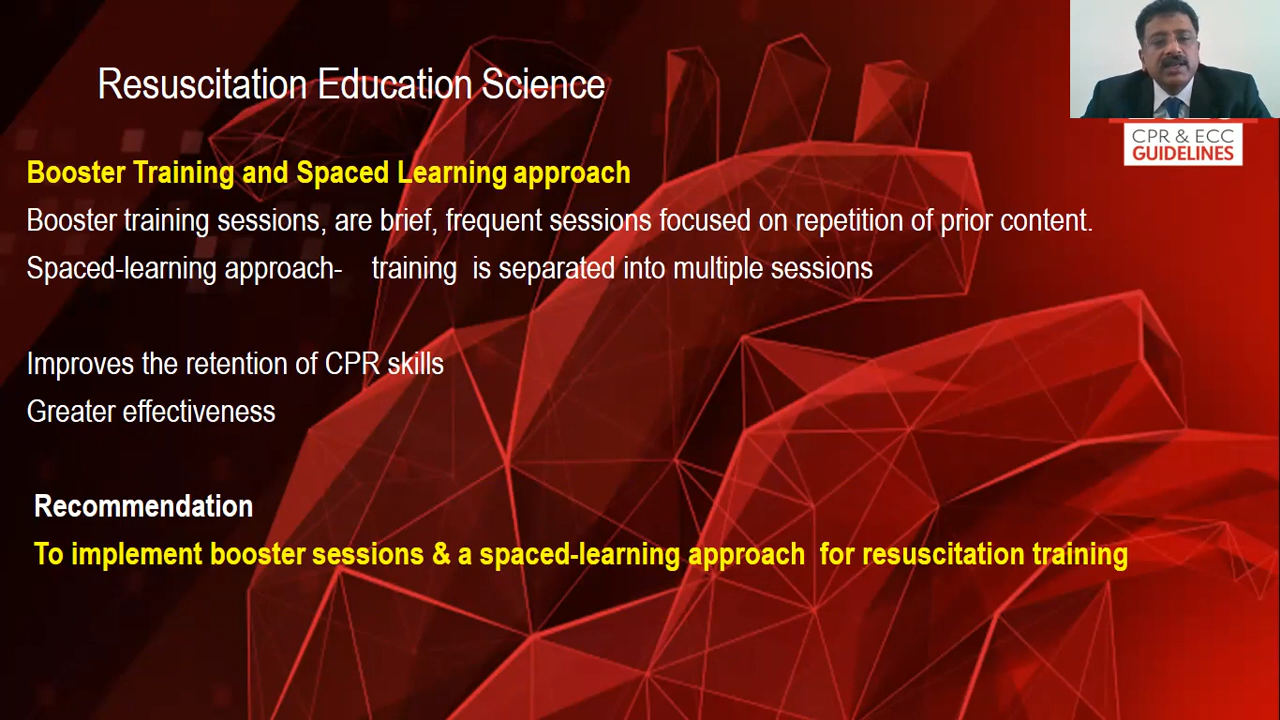 Resuscitation Education Science
CPR & ECC
GUIDELINES
Booster Training and Spaced Learning approach
Booster training sessions, are brief, frequent sessions focused on repetition of prior content.
Spaced-learning approach- training is separated into multiple sessions
Improves the retention of CPR skills
Greater effectiveness
Recommendation
To implement booster sessions & a spaced-learning approach for resuscitation training